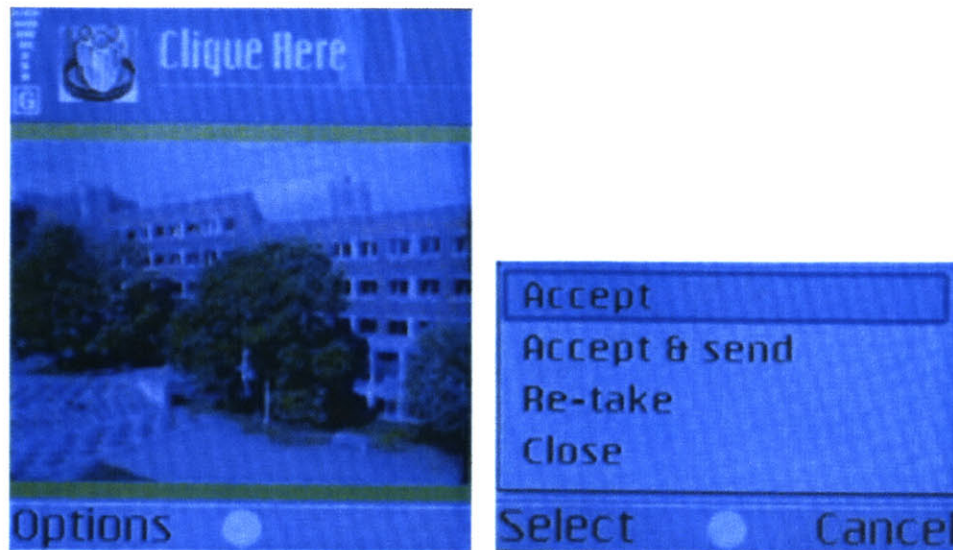 Clique Here
G
Options
Accept
Accept & send
Re-take
Close
Select
Cancel